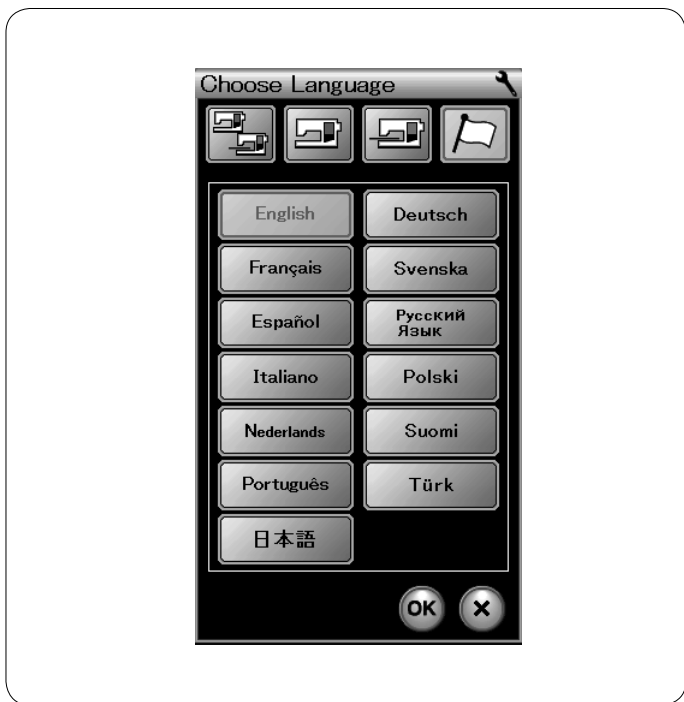 Choose Language
English
Deutsch
Français
Svenska
Español
Русский
Язык
Italiano
Polski
Nederlands
Suomi
Português
Türk
日本語
OK